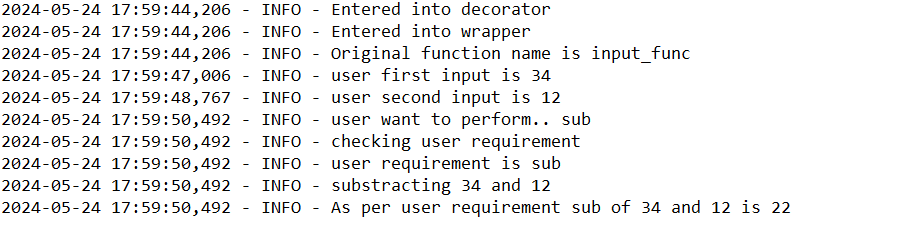 2024-05-24 17:59:44,206 - INFO - Entered into decorator
2024-05-24 17:59:44,206 - INFO - Entered into wrapper
2024-05-24 17:59:44,206 - INFO - Original function name is input_func
2024-05-24 17:59:47,006 - INFO - user first input is 34
2024-05-24 17:59:48,767 - INFO - user second input is 12
2024-05-24 17:59:50,492 - INFO - user want to perform.. sub
2024-05-24 17:59:50,492 - INFO - checking user requirement
2024-05-24 17:59:50,492 - INFO - user requirement is sub
2024-05-24 17:59:50,492 - INFO - substracting 34 and 12
2024-05-24 17:59:50,492 - INFO - As per user requirement sub of 34 and 12 is 22